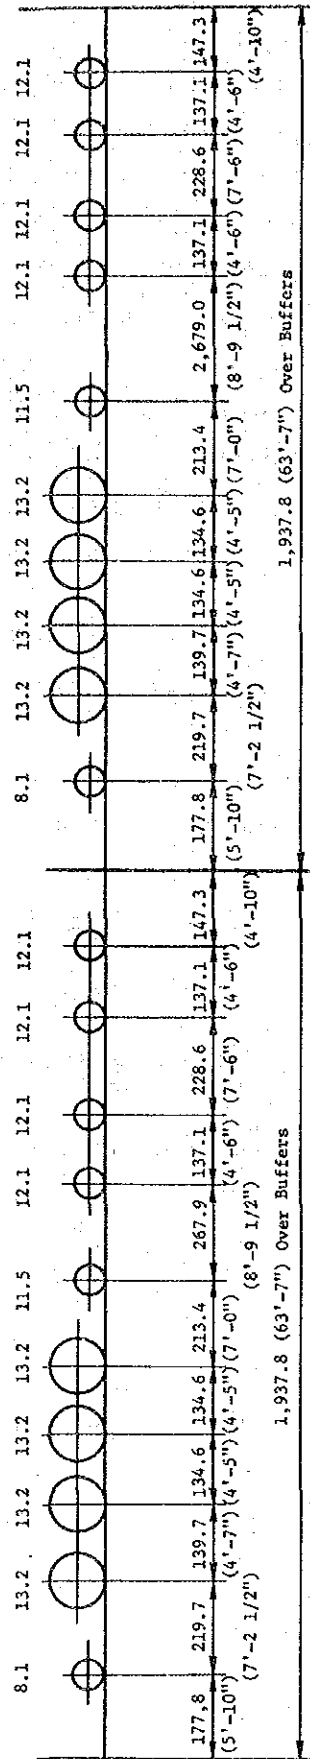 8.1 13.2 13.2 13.2 13.2 11.5 12.1 12.1 12.1 12.1 8.1 13.2 13.2 13.2 13.2 11.5 12.1 12.1 12.1 12.1
177.8 219.7 139.7 134.6 134.6 213.4 267.9 137.1 228.6 137.1 147.3 177.8 219.7 139.7 134.6 134.6 213.4 2,679.0 137.1 228.6 137.1 147.3
(5'-10") (4'-7") (4'-5") (4'-5") (7'-0") (4'-6") (7'-6") (4'-6") (5'-10") (4'-7") (4'-5") (4'-5") (7'-0") (8'-9 1/2") (4'-6") (7'-6") (4'-6")
(7'-2 1/2") (8'-9 1/2") (4'-10") (7'-2 1/2") (4'-10")
1,937.8 (63'-7") Over Buffers 1,937.8 (63'-7") Over Buffers